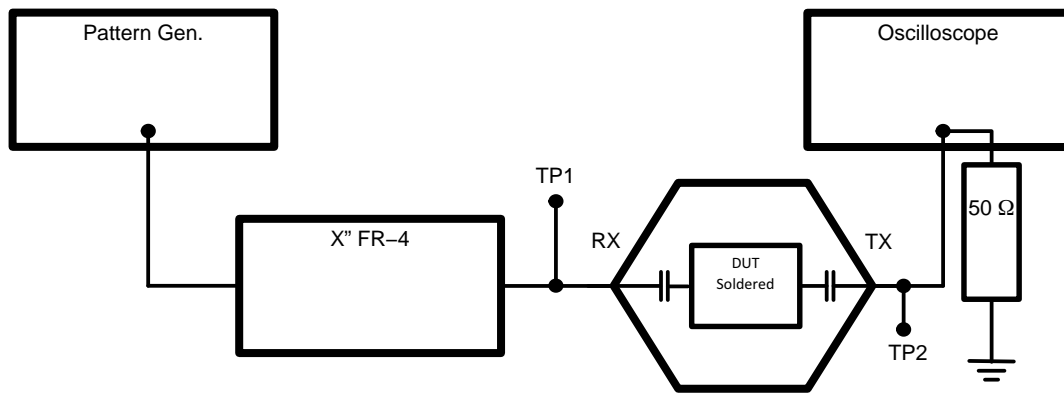 Pattern Gen.
Oscilloscope
TP1
50 Ω
X” FR−4
RX
TX
DUT
Soldered
TP2